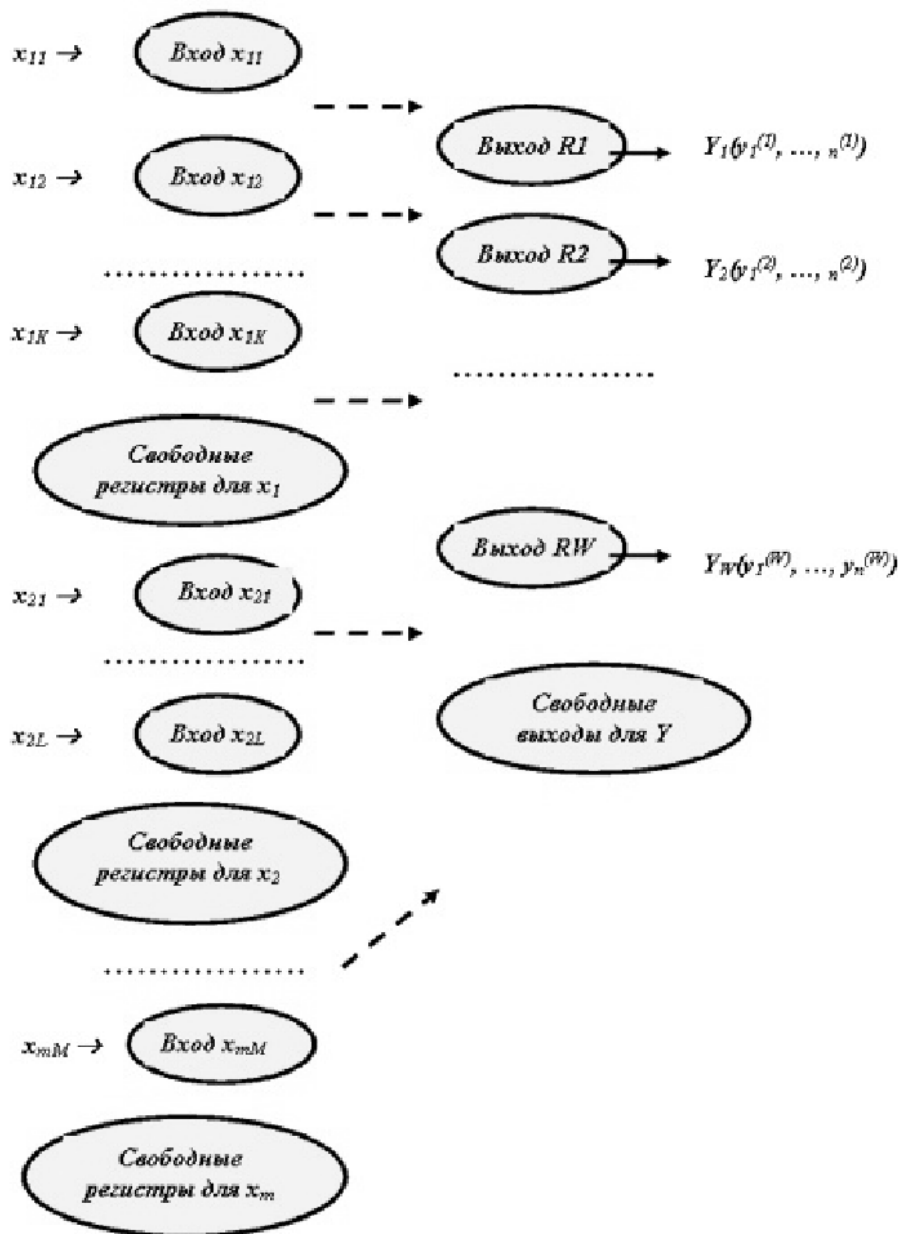 x₁₁ → Вход x₁₁
Выход R1 Y₁(y₁⁽¹⁾, ..., ₙ⁽¹⁾)
x₁₂ → Вход x₁₂
Выход R2 Y₂(y₁⁽²⁾, ..., ₙ⁽²⁾)
x₁K → Вход x₁K
Свободные
регистры для x₁
Выход RW Y_W(y₁⁽ᵂ⁾, ..., yₙ⁽ᵂ⁾)
x₂₁ → Вход x₂₁
Свободные
выходы для Y
x₂L → Вход x₂L
Свободные
регистры для x₂
xₘM → Вход xₘM
Свободные
регистры для xₘ